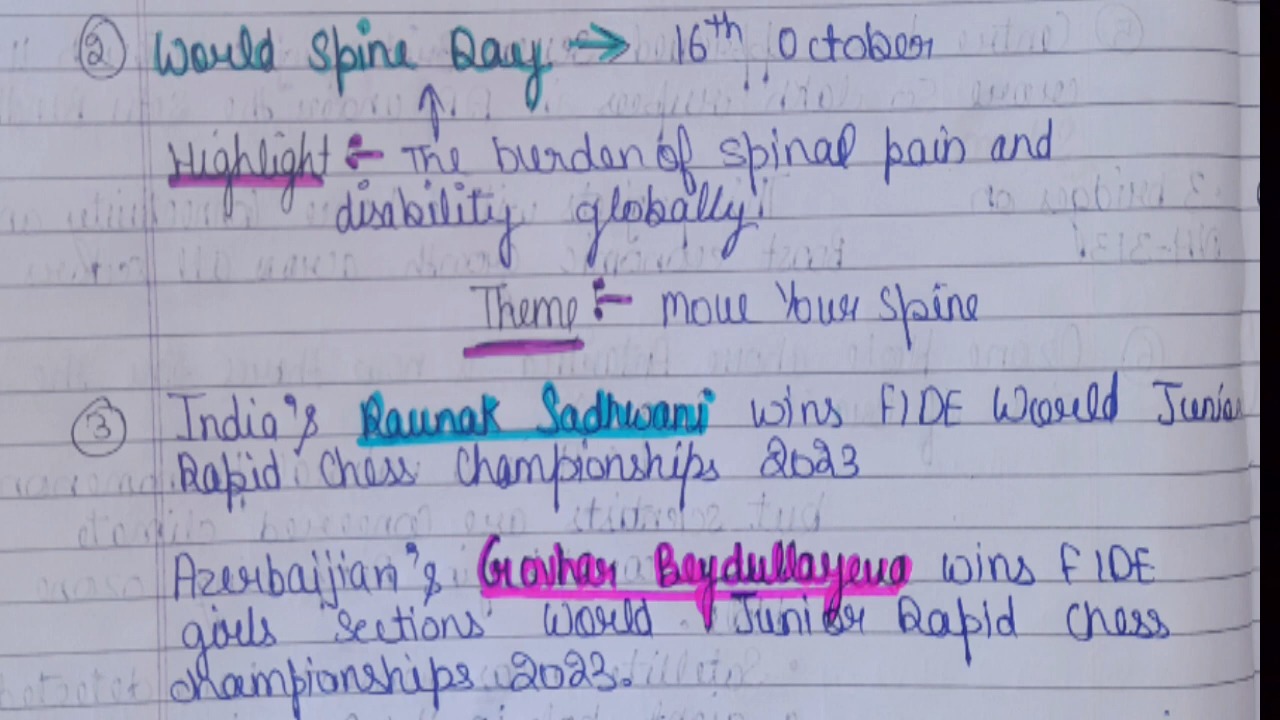 ② World Spine Day → 16th October
Highlight :- The burden of spinal pain and
disability globally.
Theme :- Move Your Spine
③ India's Raunak Sadhwani wins FIDE World Junior
Rapid Chess Championships 2023
Azerbaijjian's Govhar Beydullayeva wins FIDE
girls sections World Junior Rapid Chess
championships 2023.